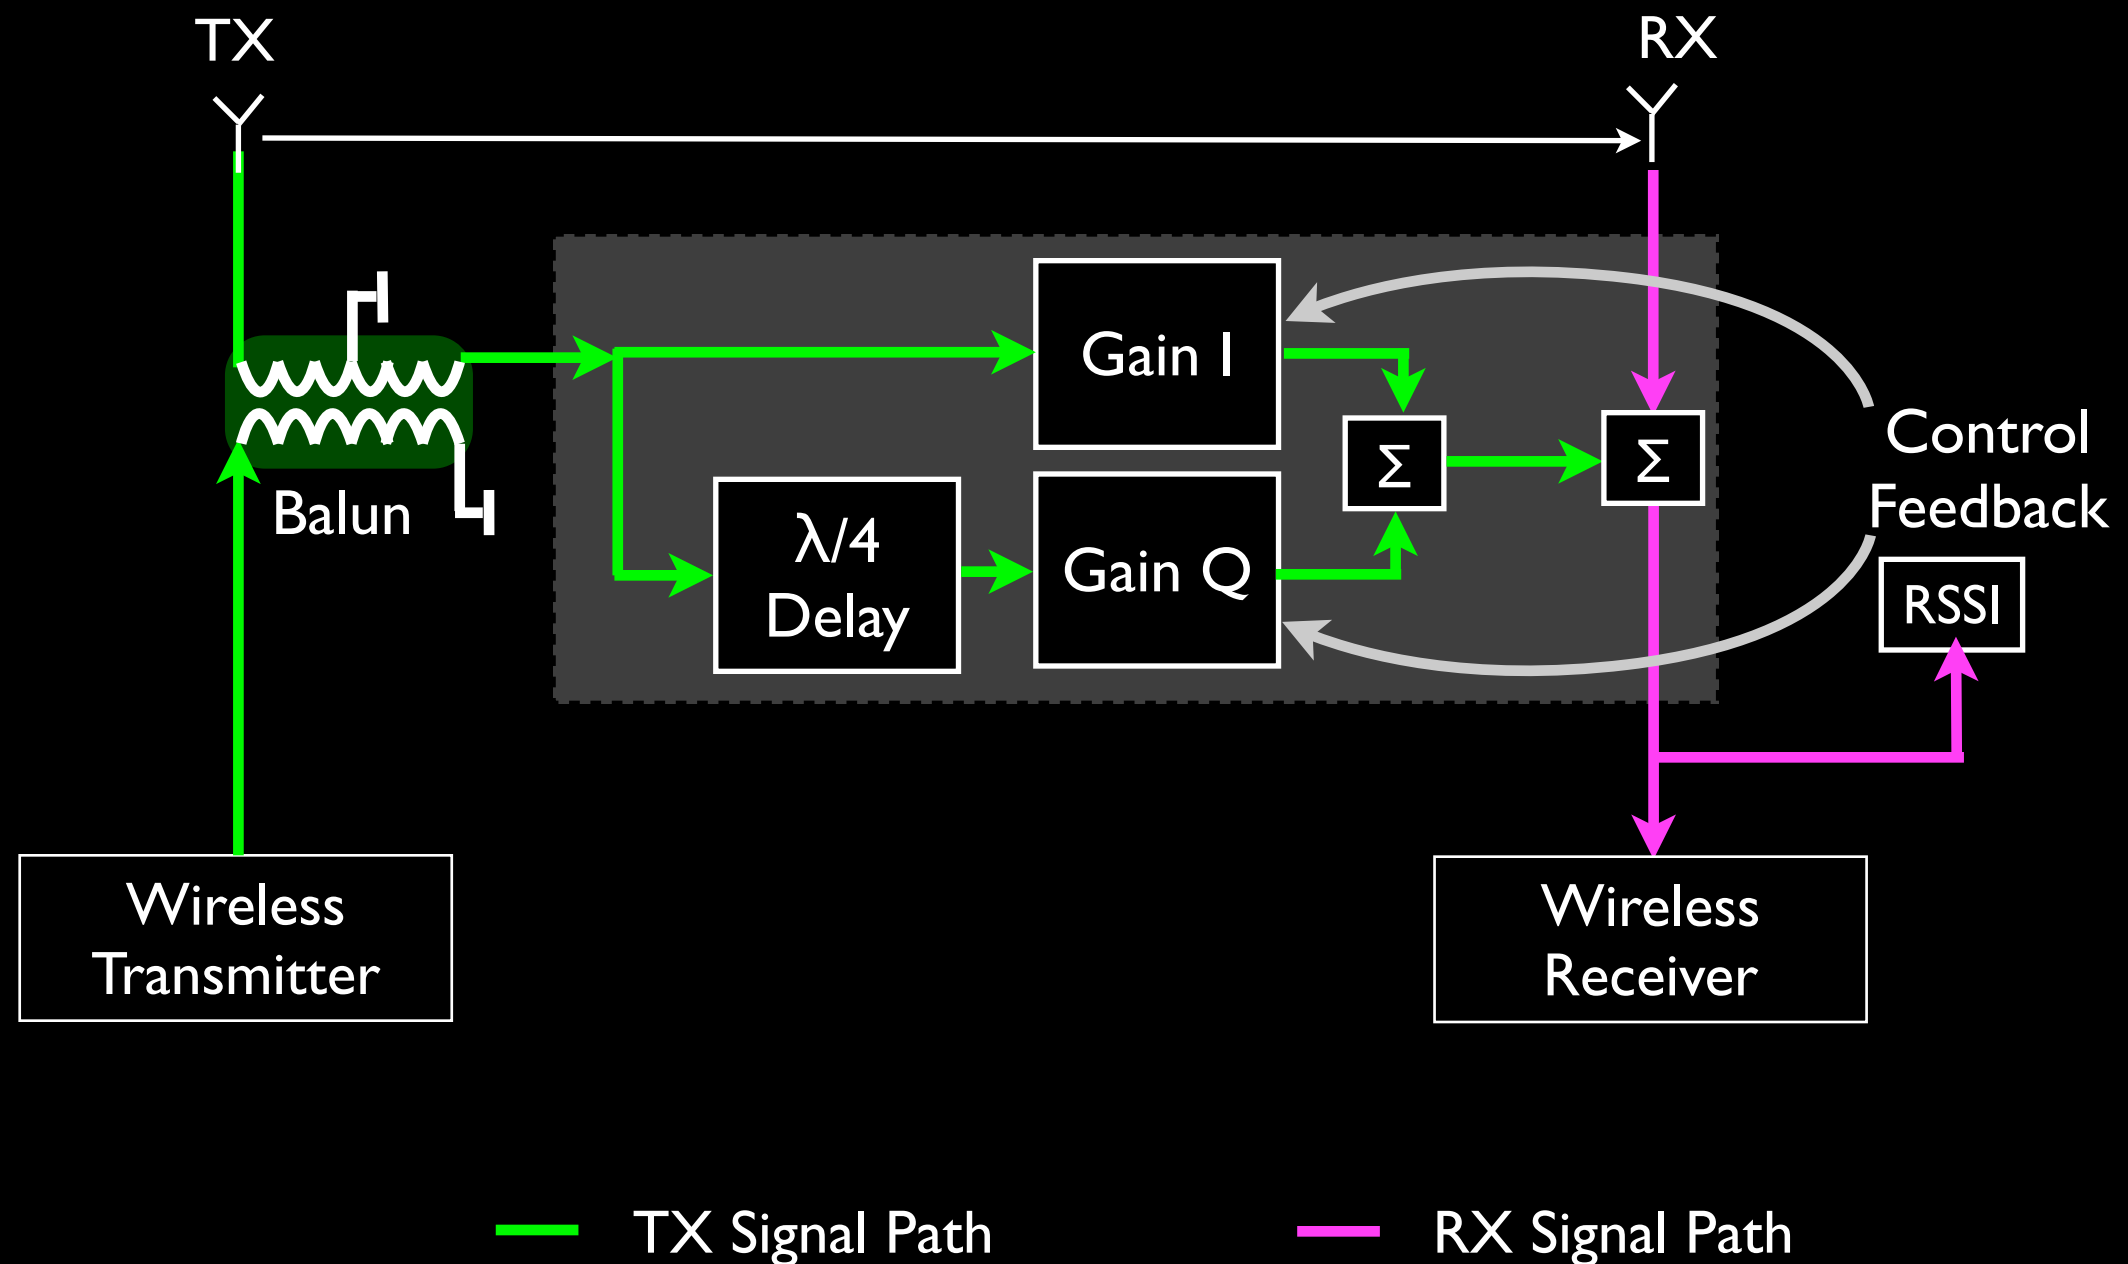 TX
RX
Gain I
Control
Feedback
Σ
Σ
Balun
λ/4
Delay
Gain Q
RSSI
Wireless
Transmitter
Wireless
Receiver
TX Signal Path
RX Signal Path